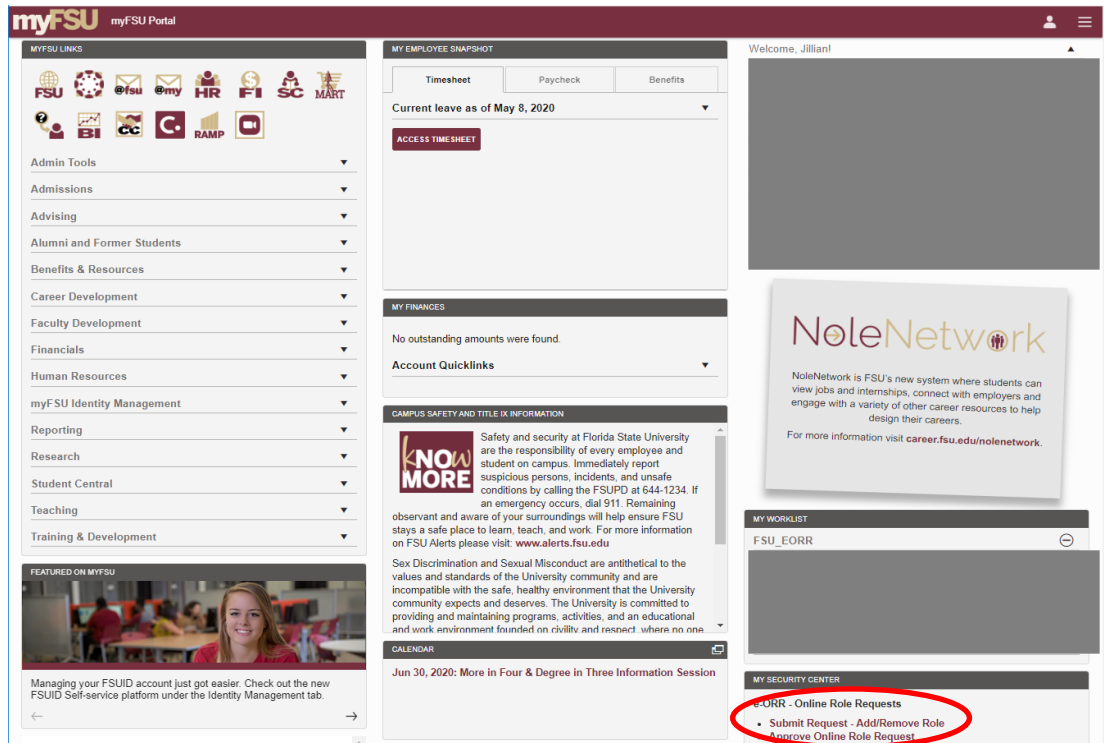 myFSU myFSU Portal
MYFSU LINKS
FSU @fsu @my HR FI SC MART
? BI CC C. RAMP
Admin Tools
Admissions
Advising
Alumni and Former Students
Benefits & Resources
Career Development
Faculty Development
Financials
Human Resources
myFSU Identity Management
Reporting
Research
Student Central
Teaching
Training & Development
FEATURED ON MYFSU
Managing your FSUID account just got easier. Check out the new
FSUID Self-service platform under the Identity Management tab.
MY EMPLOYEE SNAPSHOT
Timesheet Paycheck Benefits
Current leave as of May 8, 2020
ACCESS TIMESHEET
MY FINANCES
No outstanding amounts were found.
Account Quicklinks
CAMPUS SAFETY AND TITLE IX INFORMATION
KNOW
MORE
Safety and security at Florida State University
are the responsibility of every employee and
student on campus. Immediately report
suspicious persons, incidents, and unsafe
conditions by calling the FSUPD at 644-1234. If
an emergency occurs, dial 911. Remaining
observant and aware of your surroundings will help ensure FSU
stays a safe place to learn, teach, and work. For more information
on FSU Alerts please visit: www.alerts.fsu.edu
Sex Discrimination and Sexual Misconduct are antithetical to the
values and standards of the University community and are
incompatible with the safe, healthy environment that the University
community expects and deserves. The University is committed to
providing and maintaining programs, activities, and an educational
and work environment founded on civility and respect, where no one
CALENDAR
Jun 30, 2020: More in Four & Degree in Three Information Session
Welcome, Jillian!
NoleNetwork
NoleNetwork is FSU's new system where students can
view jobs and internships, connect with employers and
engage with a variety of other career resources to help
design their careers.
For more information visit career.fsu.edu/nolenetwork.
MY WORKLIST
FSU_EORR
MY SECURITY CENTER
e-ORR - Online Role Requests
• Submit Request - Add/Remove Role
Approve Online Role Request